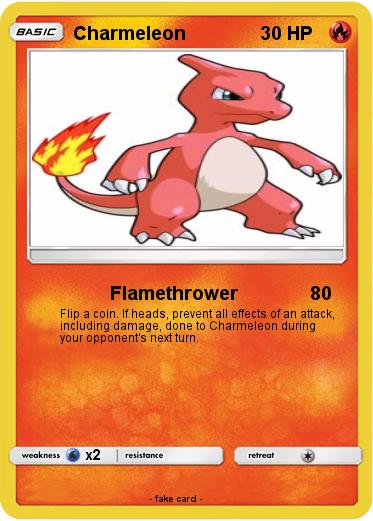 BASIC Charmeleon 30 HP
Flamethrower 80
Flip a coin. If heads, prevent all effects of an attack,
including damage, done to Charmeleon during
your opponent's next turn.
weakness x2 resistance retreat
- fake card -